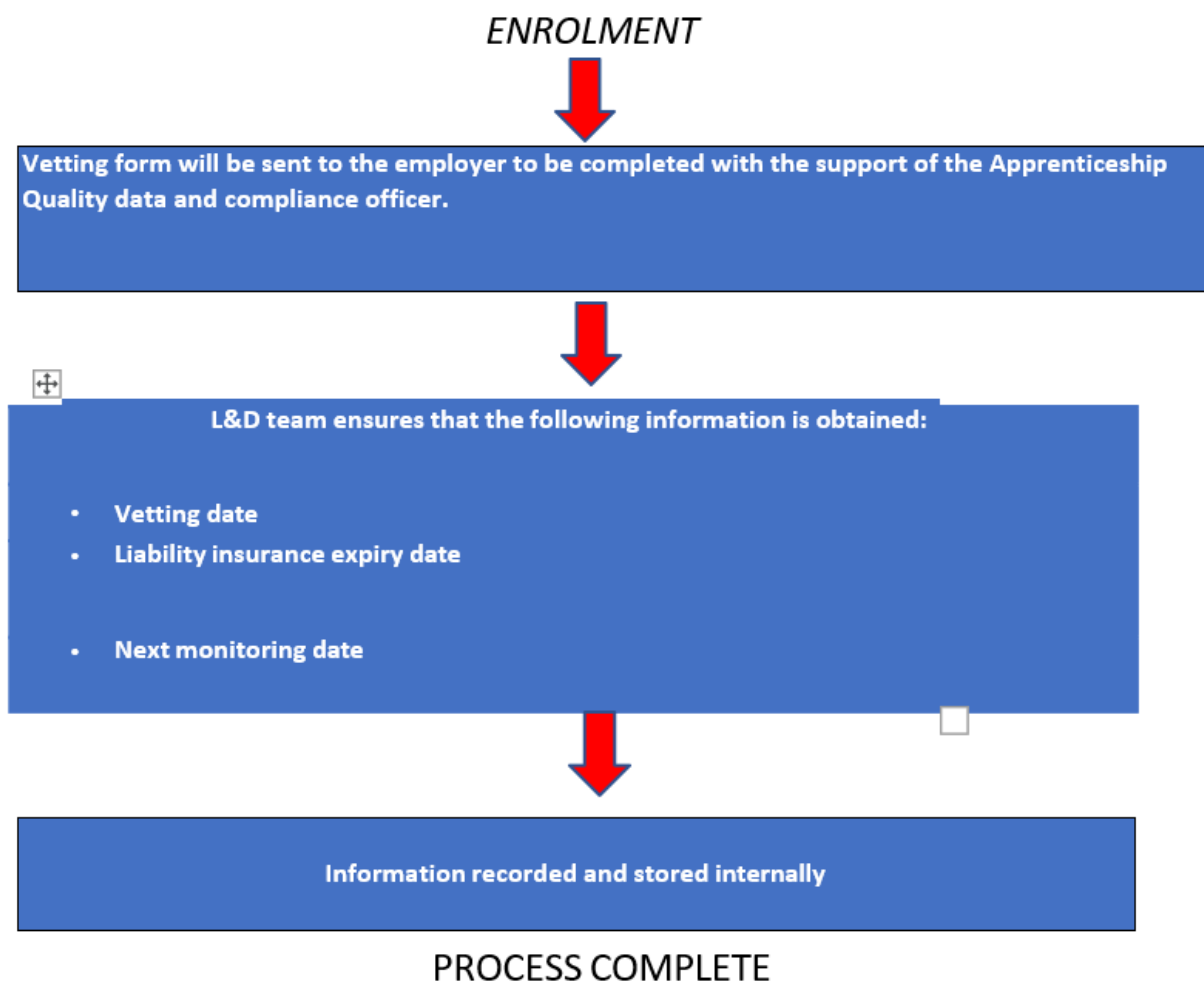 ENROLMENT
Vetting form will be sent to the employer to be completed with the support of the Apprenticeship
Quality data and compliance officer.
L&D team ensures that the following information is obtained:
• Vetting date
• Liability insurance expiry date
• Next monitoring date
Information recorded and stored internally
PROCESS COMPLETE